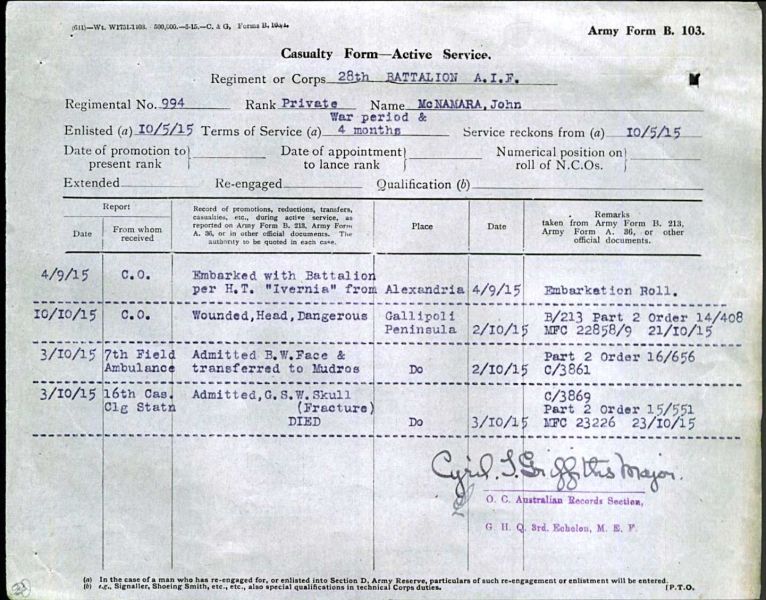 (611)—Wt. W1731-1103. 500,000.—5-15.—C. & G. Forms B. 103/1.
Army Form B. 103.
Casualty Form—Active Service.
Regiment or Corps 28th BATTALION A.I.F.
Regimental No. 994 Rank Private Name McNAMARA, John
War period &
Enlisted (a) 10/5/15 Terms of Service (a) 4 months Service reckons from (a) 10/5/15
Date of promotion to } Date of appointment } Numerical position on }
present rank to lance rank roll of N.C.Os.
Extended Re-engaged Qualification (b)
Report
Date
From whom received
Record of promotions, reductions, transfers,
casualties, etc., during active service, as
reported on Army Form B. 213, Army Form
A. 36, or in other official documents. The
authority to be quoted in each case.
Place
Date
Remarks
taken from Army Form B. 213,
Army Form A. 36, or other
official documents.
4/9/15 C.O. Embarked with Battalion
per H.T. "Ivernia" from Alexandria 4/9/15 Embarkation Roll.
10/10/15 C.O. Wounded,Head,Dangerous Gallipoli B/213 Part 2 Order 14/408
Peninsula 2/10/15 MFC 22858/9 21/10/15
3/10/15 7th Field Admitted B.W.Face & Part 2 Order 16/656
Ambulance transferred to Mudros Do 2/10/15 C/3861
3/10/15 16th Cas. Admitted,G.S.W.Skull C/3869
Clg Statn (Fracture) Part 2 Order 15/551
DIED Do 3/10/15 MFC 23226 23/10/15
Cyril. T. Griffiths Major.
O. C. Australian Records Section,
G. H. Q. 3rd. Echelon, M. E. F.
(a) In the case of a man who has re-engaged for, or enlisted into Section D, Army Reserve, particulars of such re-engagement or enlistment will be entered.
(b) e.g., Signaller, Shoeing Smith, etc., etc., also special qualifications in technical Corps duties. [P.T.O.